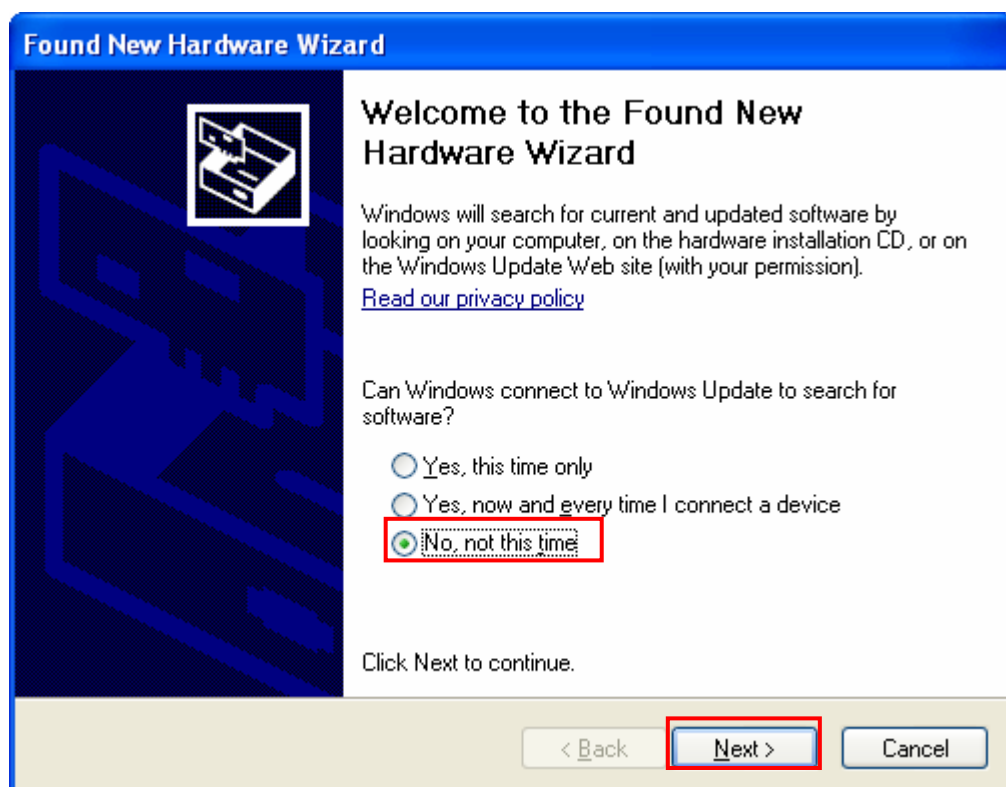 Found New Hardware Wizard
Welcome to the Found New
Hardware Wizard
Windows will search for current and updated software by
looking on your computer, on the hardware installation CD, or on
the Windows Update Web site (with your permission).
Read our privacy policy
Can Windows connect to Windows Update to search for
software?
Yes, this time only
Yes, now and every time I connect a device
No, not this time
Click Next to continue.
< Back
Next >
Cancel